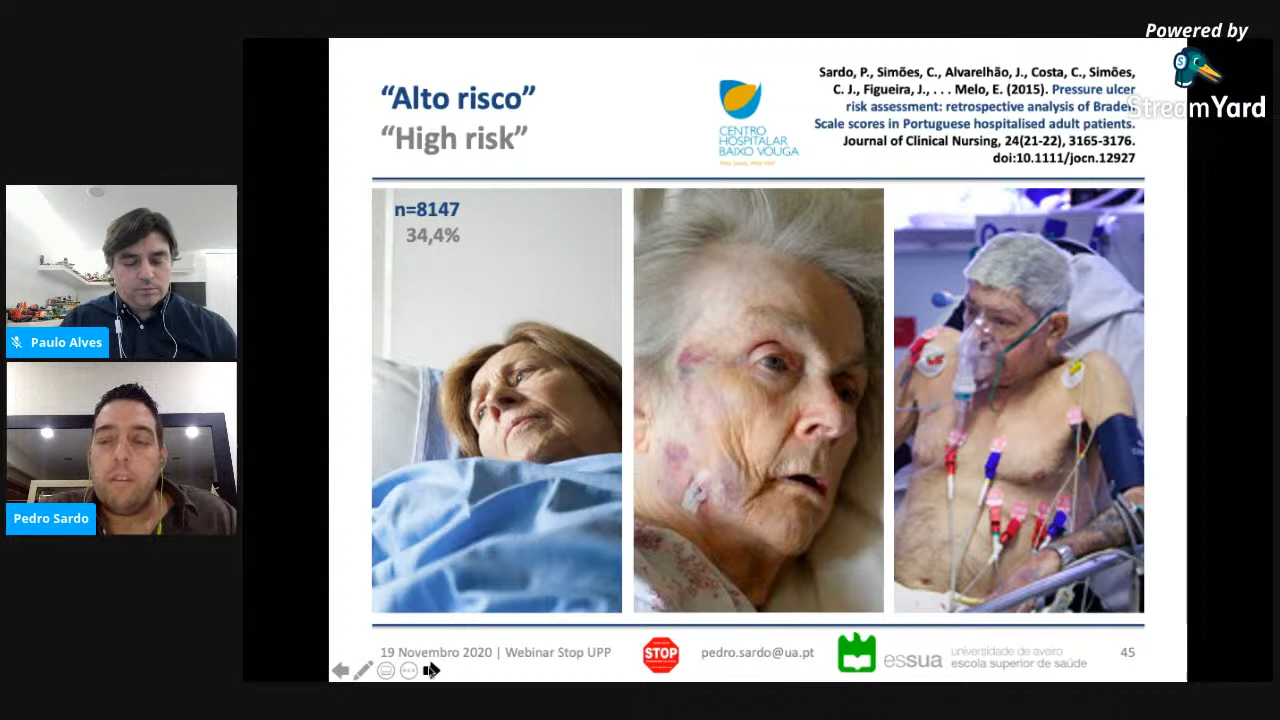 Powered by
StreamYard
"Alto risco"
"High risk"
CENTRO
HOSPITALAR
BAIXO VOUGA
Sardo, P., Simões, C., Alvarelhão, J., Costa, C., Simões,
C. J., Figueira, J., . . . Melo, E. (2015). Pressure ulcer
risk assessment: retrospective analysis of Braden
Scale scores in Portuguese hospitalised adult patients.
Journal of Clinical Nursing, 24(21-22), 3165-3176.
doi:10.1111/jocn.12927
n=8147
34,4%
Paulo Alves
Pedro Sardo
19 Novembro 2020 | Webinar Stop UPP
STOP
pedro.sardo@ua.pt
essua
universidade de aveiro
escola superior de saúde
45